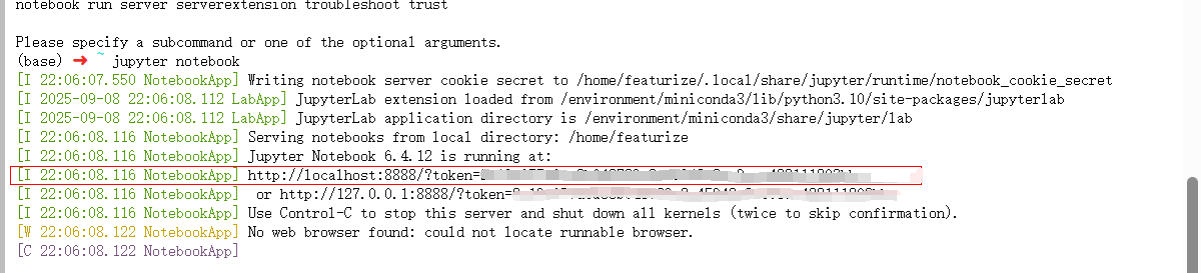 notebook run server serverextension troubleshoot trust
Please specify a subcommand or one of the optional arguments.
(base) ➜ ~ jupyter notebook
[I 22:06:07.550 NotebookApp] Writing notebook server cookie secret to /home/featurize/.local/share/jupyter/runtime/notebook_cookie_secret
[I 2025-09-08 22:06:08.112 LabApp] JupyterLab extension loaded from /environment/miniconda3/lib/python3.10/site-packages/jupyterlab
[I 2025-09-08 22:06:08.112 LabApp] JupyterLab application directory is /environment/miniconda3/share/jupyter/lab
[I 22:06:08.116 NotebookApp] Serving notebooks from local directory: /home/featurize
[I 22:06:08.116 NotebookApp] Jupyter Notebook 6.4.12 is running at:
[I 22:06:08.116 NotebookApp] http://localhost:8888/?token=
[I 22:06:08.116 NotebookApp]  or http://127.0.0.1:8888/?token=
[I 22:06:08.116 NotebookApp] Use Control-C to stop this server and shut down all kernels (twice to skip confirmation).
[W 22:06:08.122 NotebookApp] No web browser found: could not locate runnable browser.
[C 22:06:08.122 NotebookApp]